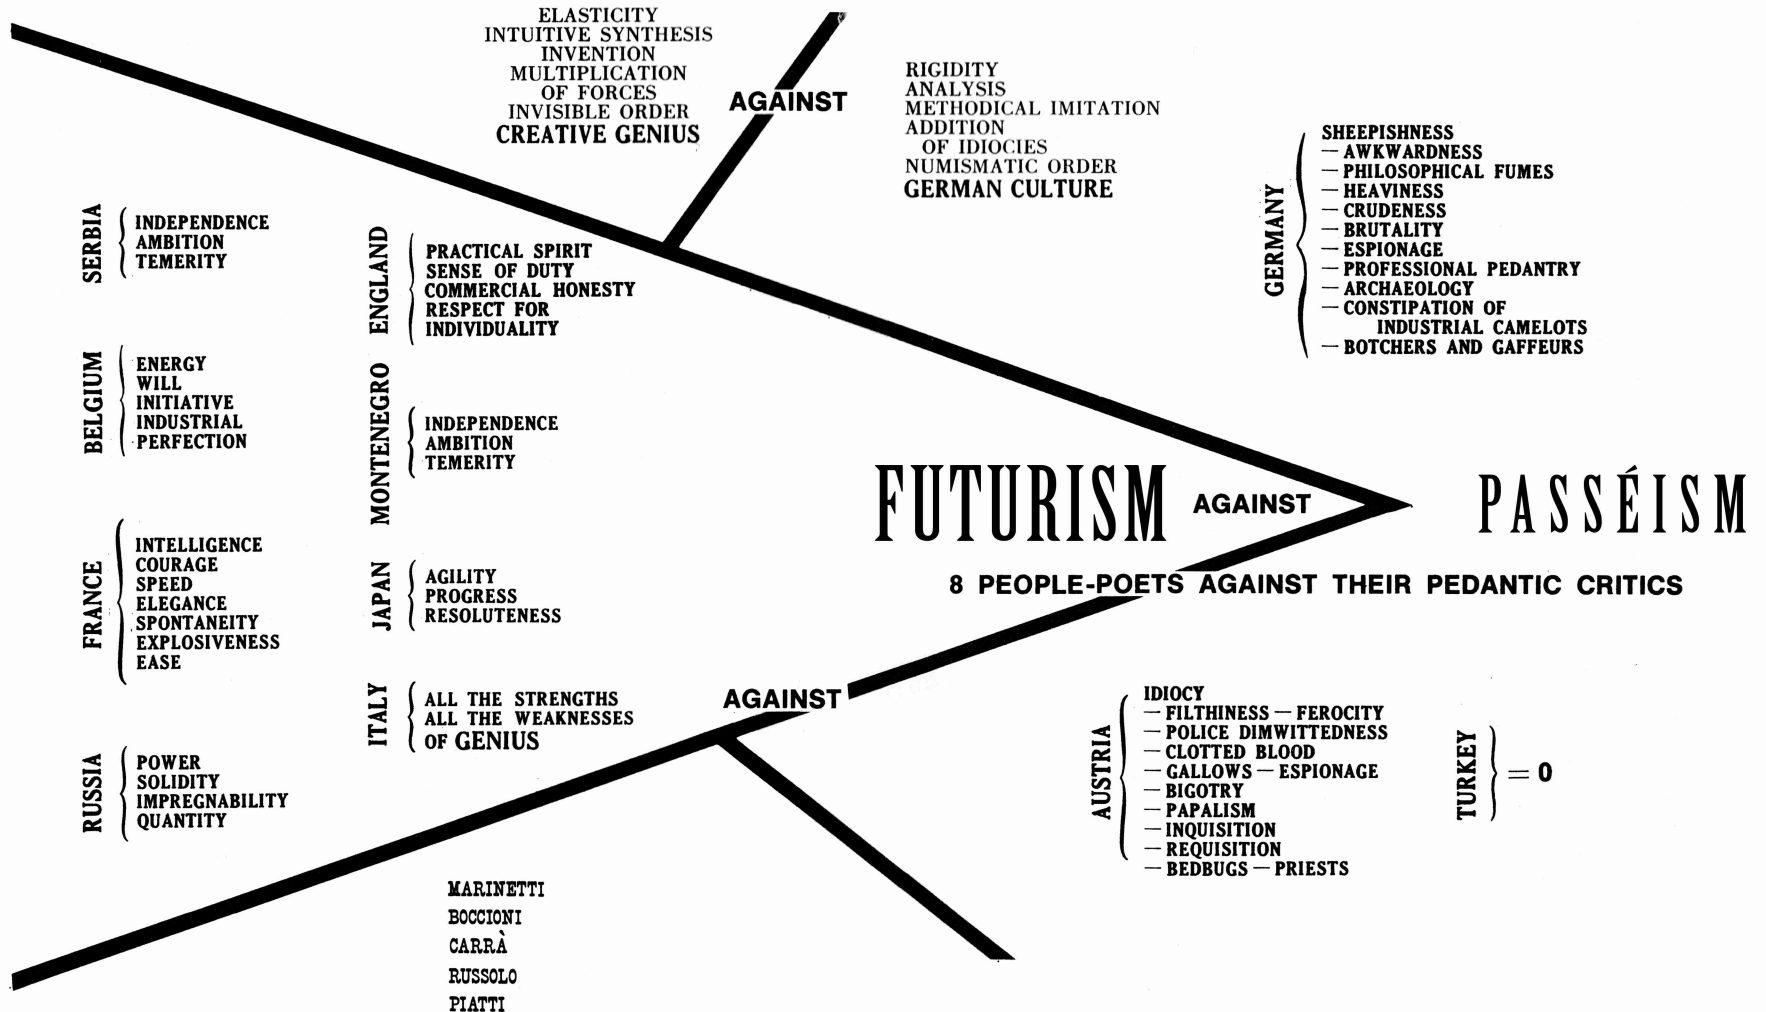 ELASTICITY
INTUITIVE SYNTHESIS
INVENTION
MULTIPLICATION
OF FORCES
INVISIBLE ORDER
CREATIVE GENIUS
AGAINST
RIGIDITY
ANALYSIS
METHODICAL IMITATION
ADDITION
OF IDIOCIES
NUMISMATIC ORDER
GERMAN CULTURE
GERMANY
SHEEPISHNESS
— AWKWARDNESS
— PHILOSOPHICAL FUMES
— HEAVINESS
— CRUDENESS
— BRUTALITY
— ESPIONAGE
— PROFESSIONAL PEDANTRY
— ARCHAEOLOGY
— CONSTIPATION OF
INDUSTRIAL CAMELOTS
— BOTCHERS AND GAFFEURS
SERBIA
INDEPENDENCE
AMBITION
TEMERITY
ENGLAND
PRACTICAL SPIRIT
SENSE OF DUTY
COMMERCIAL HONESTY
RESPECT FOR
INDIVIDUALITY
BELGIUM
ENERGY
WILL
INITIATIVE
INDUSTRIAL
PERFECTION
MONTENEGRO
INDEPENDENCE
AMBITION
TEMERITY
FUTURISM AGAINST PASSÉISM
8 PEOPLE-POETS AGAINST THEIR PEDANTIC CRITICS
FRANCE
INTELLIGENCE
COURAGE
SPEED
ELEGANCE
SPONTANEITY
EXPLOSIVENESS
EASE
JAPAN
AGILITY
PROGRESS
RESOLUTENESS
ITALY
ALL THE STRENGTHS
ALL THE WEAKNESSES
OF GENIUS
AGAINST
RUSSIA
POWER
SOLIDITY
IMPREGNABILITY
QUANTITY
AUSTRIA
IDIOCY
— FILTHINESS — FEROCITY
— POLICE DIMWITTEDNESS
— CLOTTED BLOOD
— GALLOWS — ESPIONAGE
— BIGOTRY
— PAPALISM
— INQUISITION
— REQUISITION
— BEDBUGS — PRIESTS
TURKEY
= 0
MARINETTI
BOCCIONI
CARRÀ
RUSSOLO
PIATTI